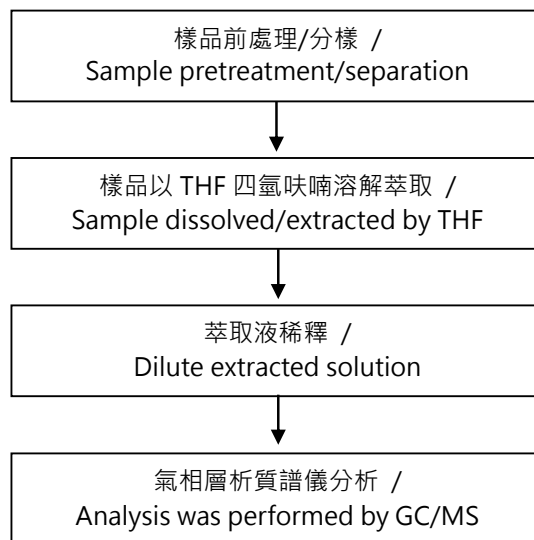 樣品前處理/分樣 /
Sample pretreatment/separation
樣品以 THF 四氫呋喃溶解萃取 /
Sample dissolved/extracted by THF
萃取液稀釋 /
Dilute extracted solution
氣相層析質譜儀分析 /
Analysis was performed by GC/MS